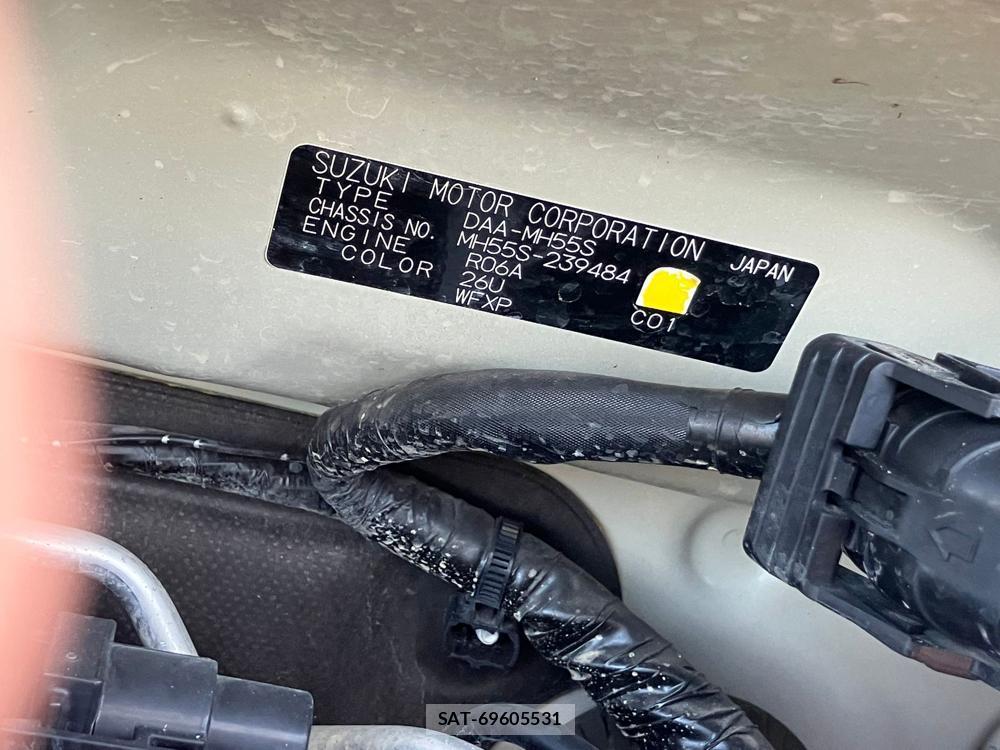 SUZUKI MOTOR CORPORATION JAPAN
TYPE DAA-MH55S
CHASSIS NO. MH55S-239484
ENGINE R06A
COLOR 26U
WFXP C01
SAT-69605531